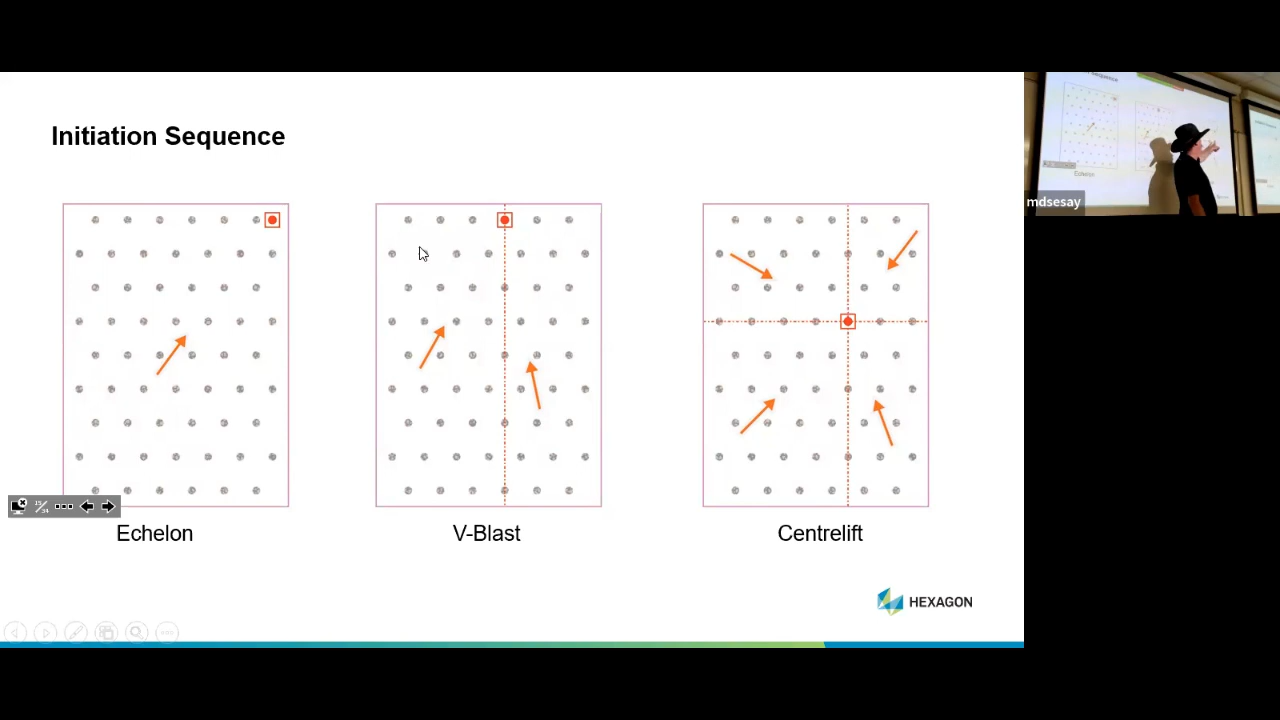 Initiation Sequence
mdsesay
Echelon
V-Blast
Centrelift
HEXAGON